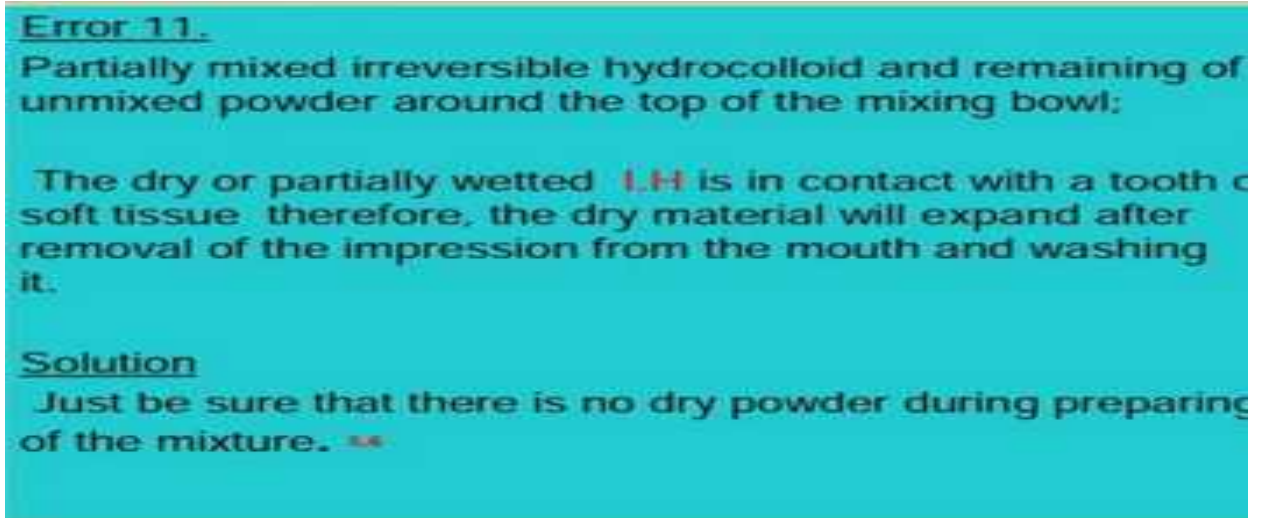 Error 11.
Partially mixed irreversible hydrocolloid and remaining of
unmixed powder around the top of the mixing bowl;
The dry or partially wetted I.H is in contact with a tooth
soft tissue therefore, the dry material will expand after
removal of the impression from the mouth and washing
it.
Solution
Just be sure that there is no dry powder during preparing
of the mixture.